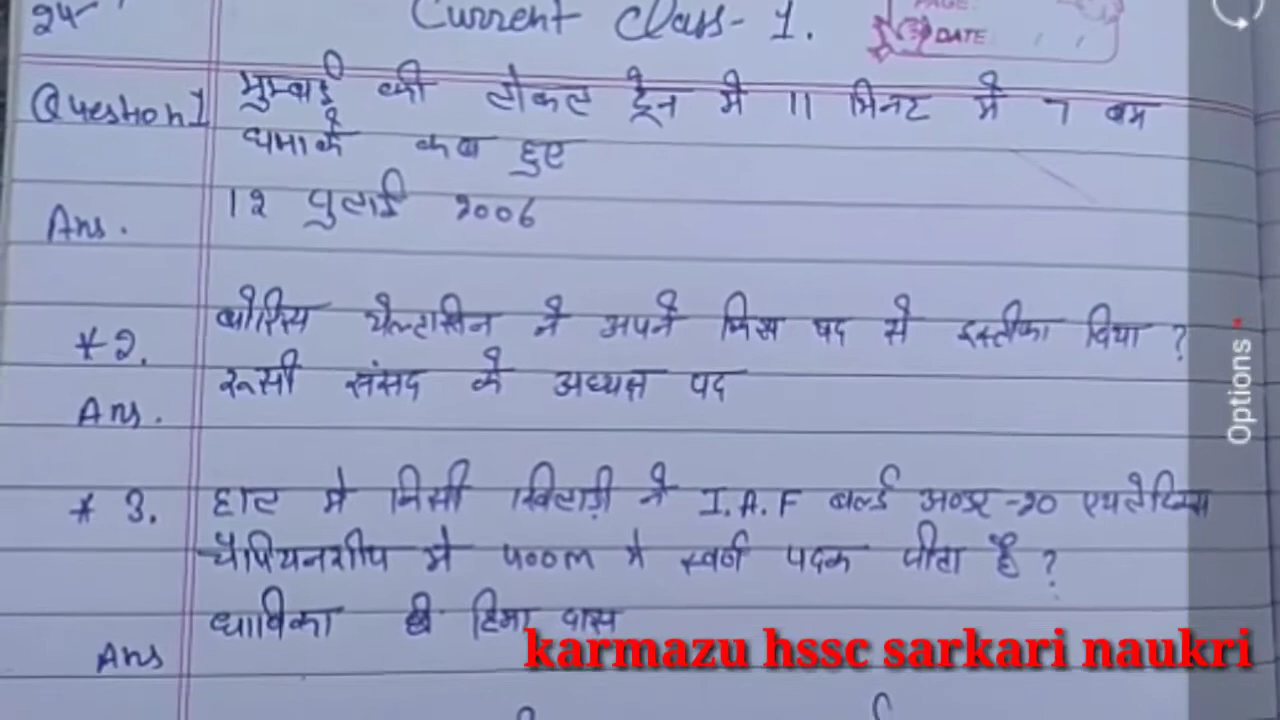 24
Current Class-1.
PAGE
DATE
Question 1 मुम्बई की लोकल ट्रेन में 11 मिनट में 7 बम
धमाके कब हुए
Ans. 12 जुलाई 2006
* 2. बोरिस येल्तसिन ने अपने किस पद से इस्तीफा दिया ?
Ans. रूसी संसद के अध्यक्ष पद
* 3. हाल मे किसी खिलाड़ी ने I.A.F वर्ल्ड अण्डर-20 एथलेटिक्स
चैंपियनशीप मे 400m मे स्वर्ण पदक जीता है ?
Ans धाविका हिमा दास
karmazu hssc sarkari naukri
Options